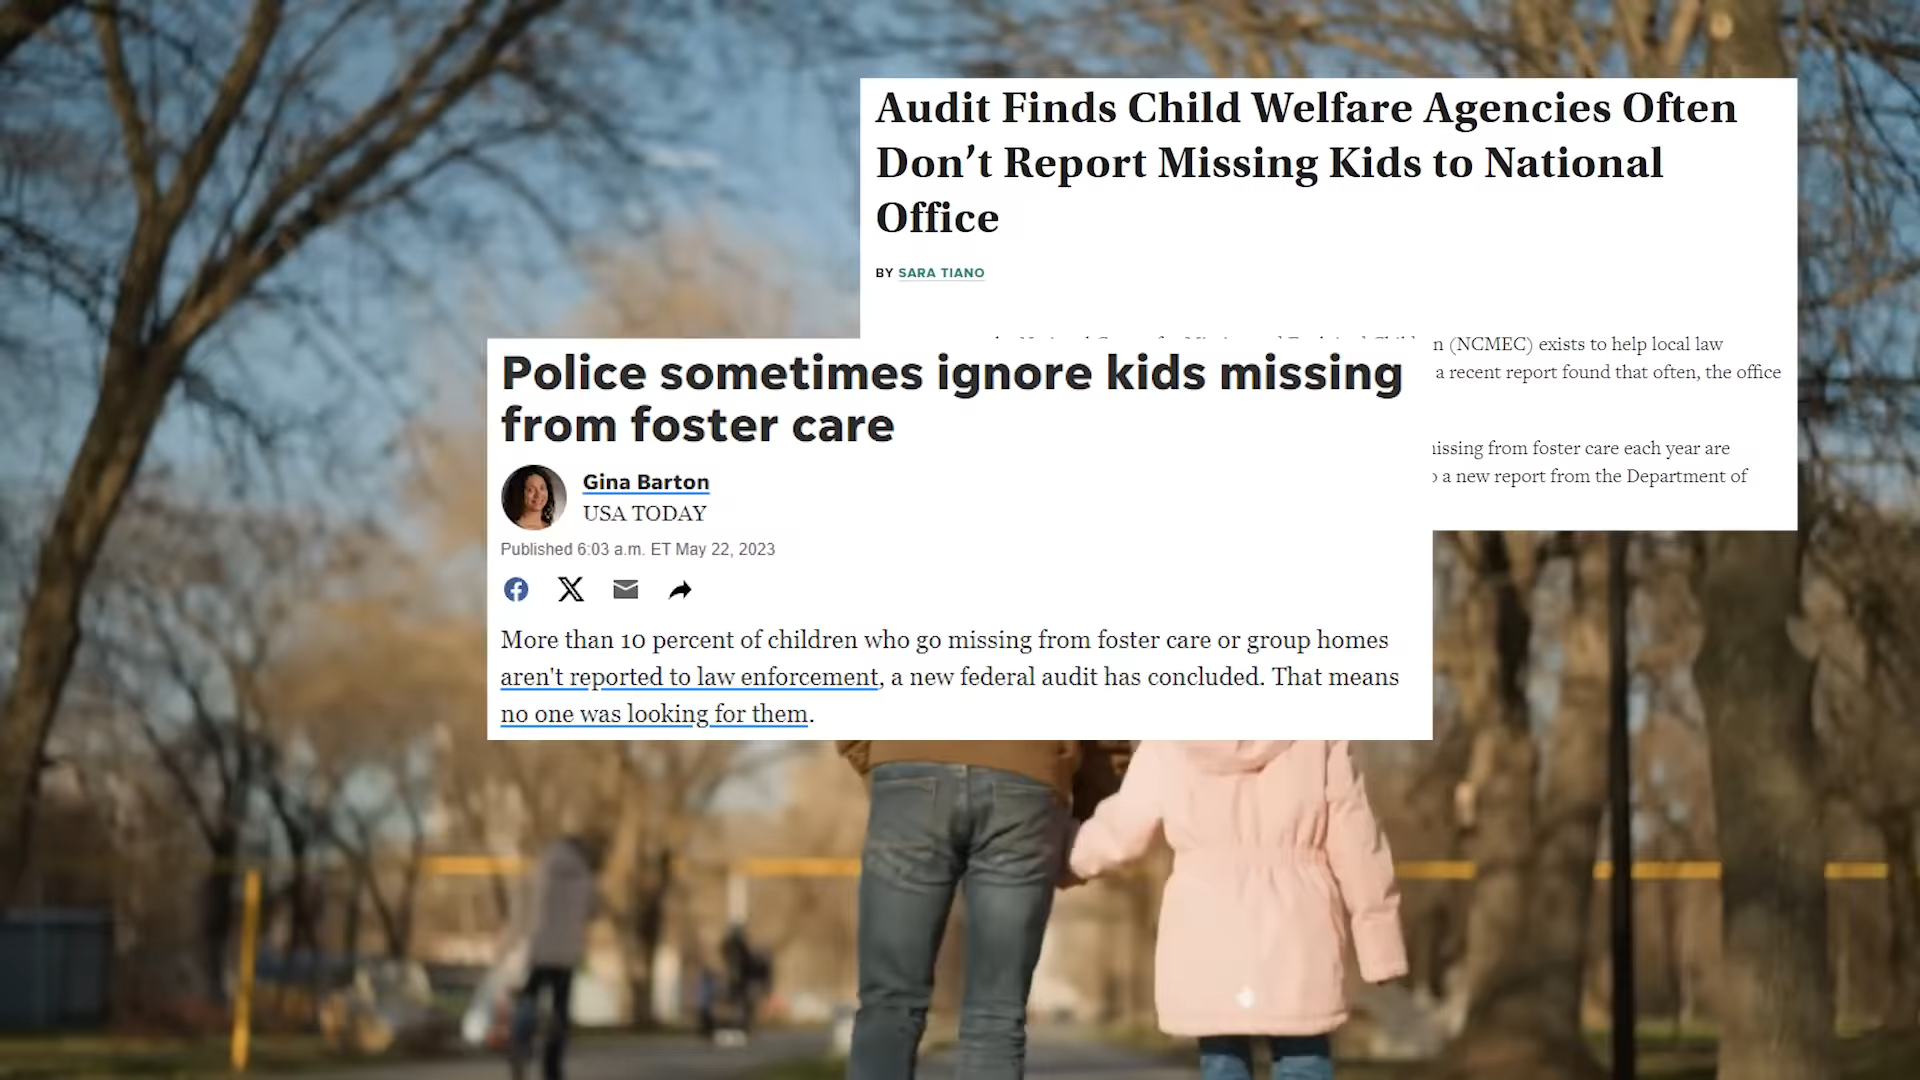 Audit Finds Child Welfare Agencies Often
Don’t Report Missing Kids to National
Office
BY SARA TIANO
(NCMEC) exists to help local law
a recent report found that often, the office
missing from foster care each year are
a new report from the Department of
Police sometimes ignore kids missing
from foster care
Gina Barton
USA TODAY
Published 6:03 a.m. ET May 22, 2023
More than 10 percent of children who go missing from foster care or group homes
aren't reported to law enforcement, a new federal audit has concluded. That means
no one was looking for them.